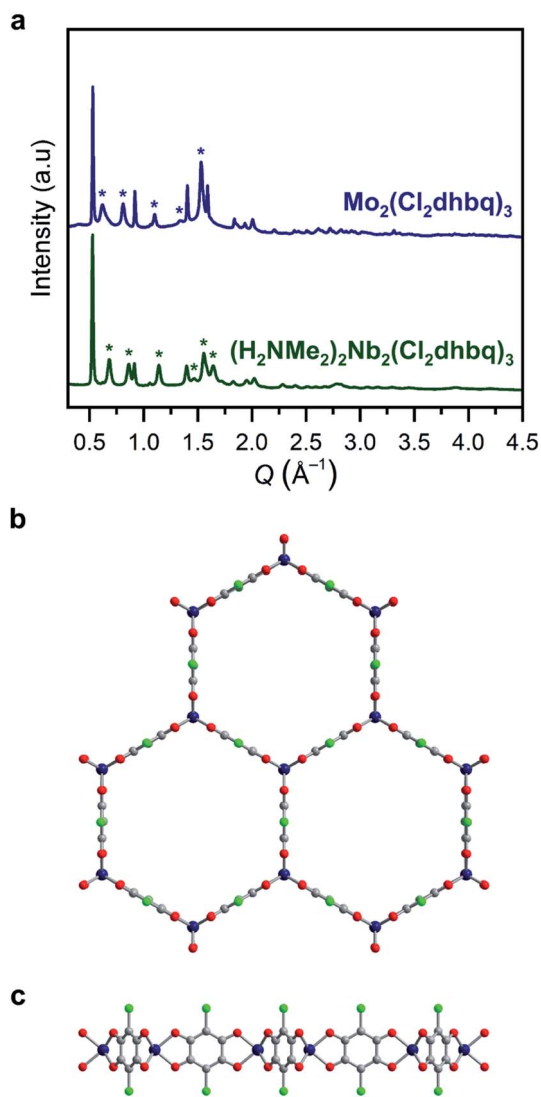 a
Intensity (a.u)
* * * * *
Mo₂(Cl₂dhbq)₃
* * * * * *
(H₂NMe₂)₂Nb₂(Cl₂dhbq)₃
0.5 1.0 1.5 2.0 2.5 3.0 3.5 4.0 4.5
Q (Å⁻¹)
b
c